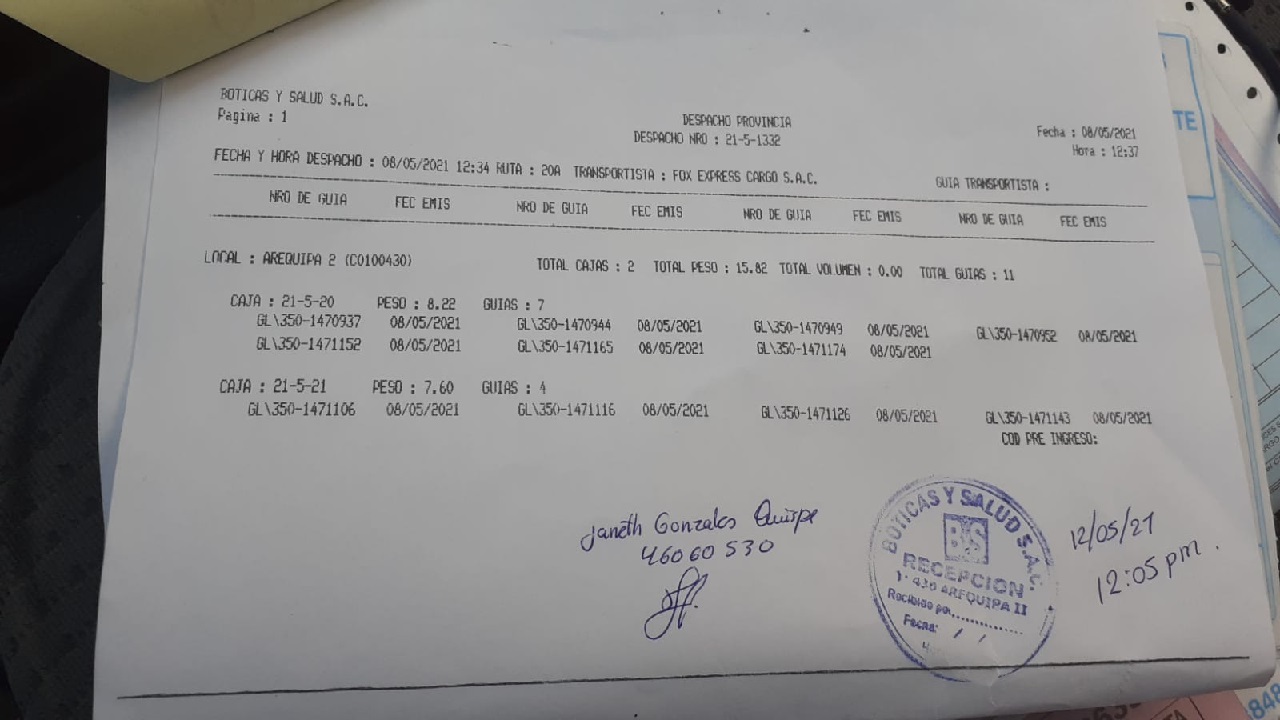 BOTICAS Y SALUD S.A.C.
Pagina : 1
DESPACHO PROVINCIA
DESPACHO NRO : 21-5-1332
Fecha : 08/05/2021
Hora : 12:37
FECHA Y HORA DESPACHO : 08/05/2021 12:34 RUTA : 20A TRANSPORTISTA : FOX EXPRESS CARGO S.A.C.
GUIA TRANSPORTISTA :
NRO DE GUIA FEC EMIS NRO DE GUIA FEC EMIS NRO DE GUIA FEC EMIS NRO DE GUIA FEC EMIS
LOCAL : AREQUIPA 2 (C0100430) TOTAL CAJAS : 2 TOTAL PESO : 15.82 TOTAL VOLUMEN : 0.00 TOTAL GUIAS : 11
CAJA : 21-5-20 PESO : 8.22 GUIAS : 7
GL\350-1470937 08/05/2021 GL\350-1470944 08/05/2021 GL\350-1470949 08/05/2021 GL\350-1470952 08/05/2021
GL\350-1471152 08/05/2021 GL\350-1471165 08/05/2021 GL\350-1471174 08/05/2021
CAJA : 21-5-21 PESO : 7.60 GUIAS : 4
GL\350-1471106 08/05/2021 GL\350-1471116 08/05/2021 GL\350-1471126 08/05/2021 GL\350-1471143 08/05/2021
COD PRE INGRESO:
Janeth Gonzales Quispe
46060530
BOTICAS Y SALUD S.A.C.
BS
RECEPCION
430 AREQUIPA II
Recibido por
Fecha: / /
12/05/21
12:05 pm.
TE
848